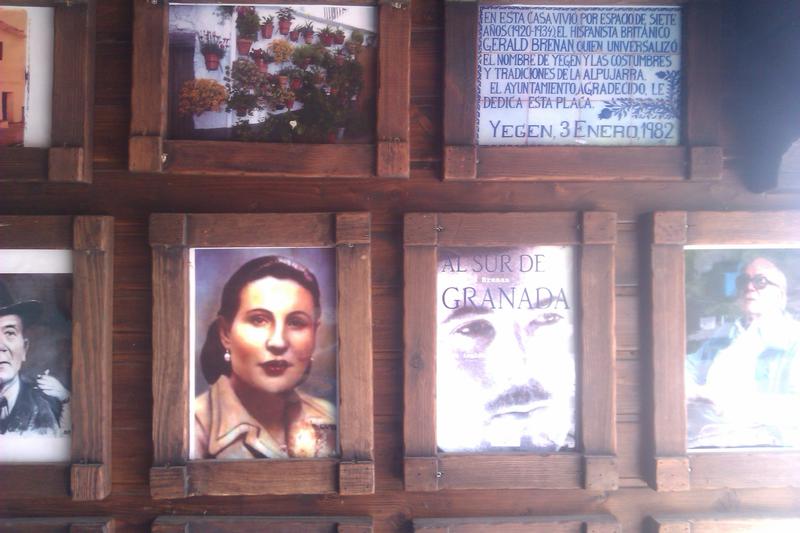 EN ESTA CASA VIVIO POR ESPACIO DE SIETE
AÑOS (1920-1934) EL HISPANISTA BRITÁNICO
GERALD BRENAN QUIEN UNIVERSALIZÓ
EL NOMBRE DE YEGEN Y LAS COSTUMBRES
Y TRADICIONES DE LA ALPUJARRA.
EL AYUNTAMIENTO, AGRADECIDO, LE
DEDICA ESTA PLACA.
YEGEN, 3 ENERO, 1982
AL SUR DE
Brenan
GRANADA